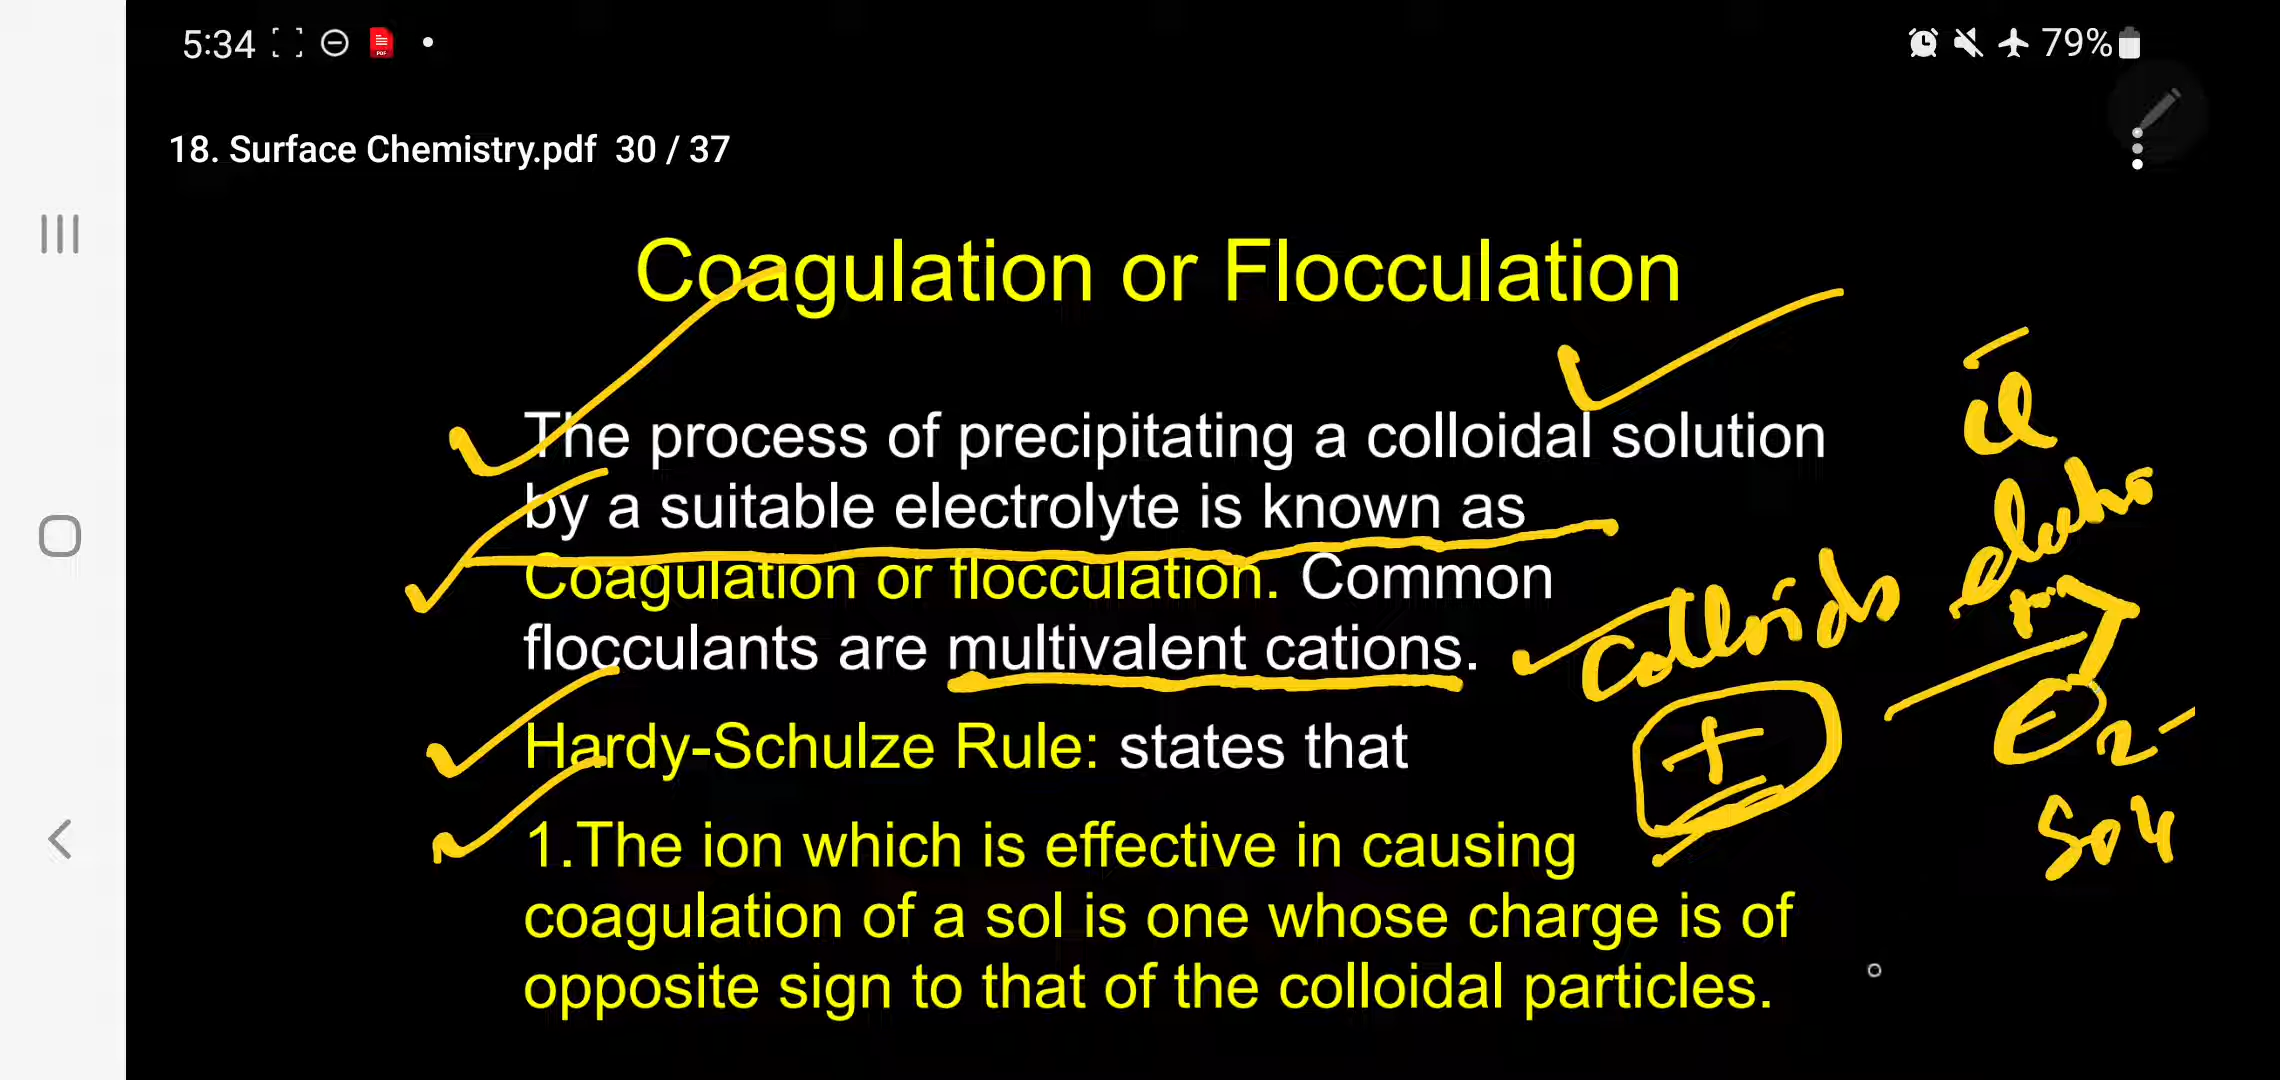 5:34
79%
18. Surface Chemistry.pdf 30 / 37
Coagulation or Flocculation
The process of precipitating a colloidal solution
by a suitable electrolyte is known as
Coagulation or flocculation. Common
flocculants are multivalent cations.
Hardy-Schulze Rule: states that
1.The ion which is effective in causing
coagulation of a sol is one whose charge is of
opposite sign to that of the colloidal particles.
Cl-
electro
colloids
+
2-
SO4